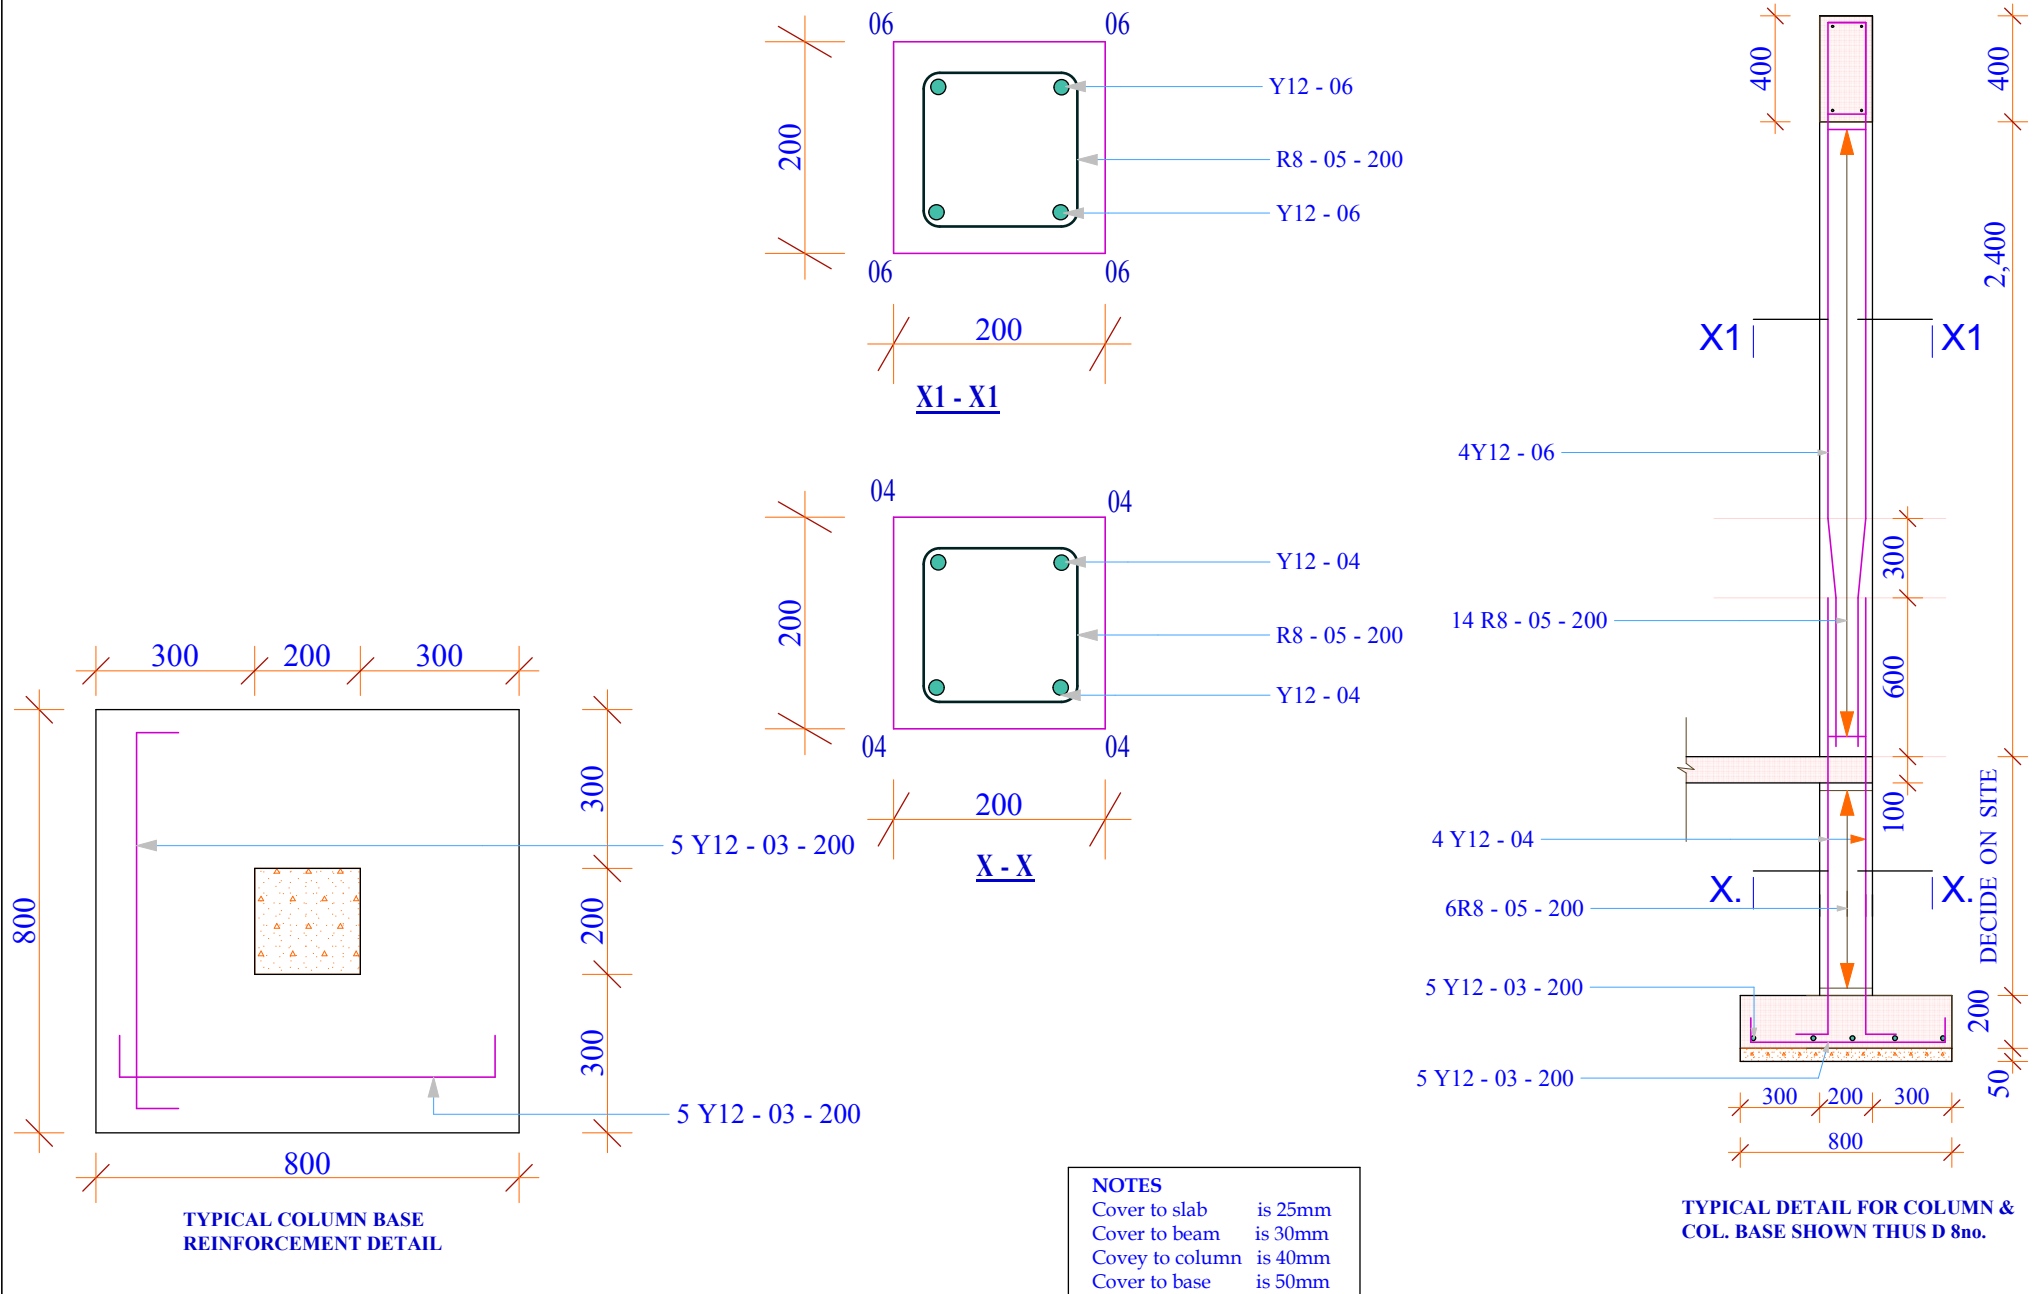 06
06
200
Y12 - 06
R8 - 05 - 200
Y12 - 06
06
06
200
X1 - X1
04
04
200
Y12 - 04
R8 - 05 - 200
Y12 - 04
04
04
200
X - X
300
200
300
800
300
200
300
5 Y12 - 03 - 200
5 Y12 - 03 - 200
800
TYPICAL COLUMN BASE
REINFORCEMENT DETAIL
NOTES
Cover to slab is 25mm
Cover to beam is 30mm
Covey to column is 40mm
Cover to base is 50mm
400
400
2,400
X1
X1
4Y12 - 06
300
14 R8 - 05 - 200
600
100
4 Y12 - 04
DECIDE ON SITE
X.
X.
6R8 - 05 - 200
5 Y12 - 03 - 200
200
5 Y12 - 03 - 200
50
300
200
300
800
TYPICAL DETAIL FOR COLUMN &
COL. BASE SHOWN THUS D 8no.